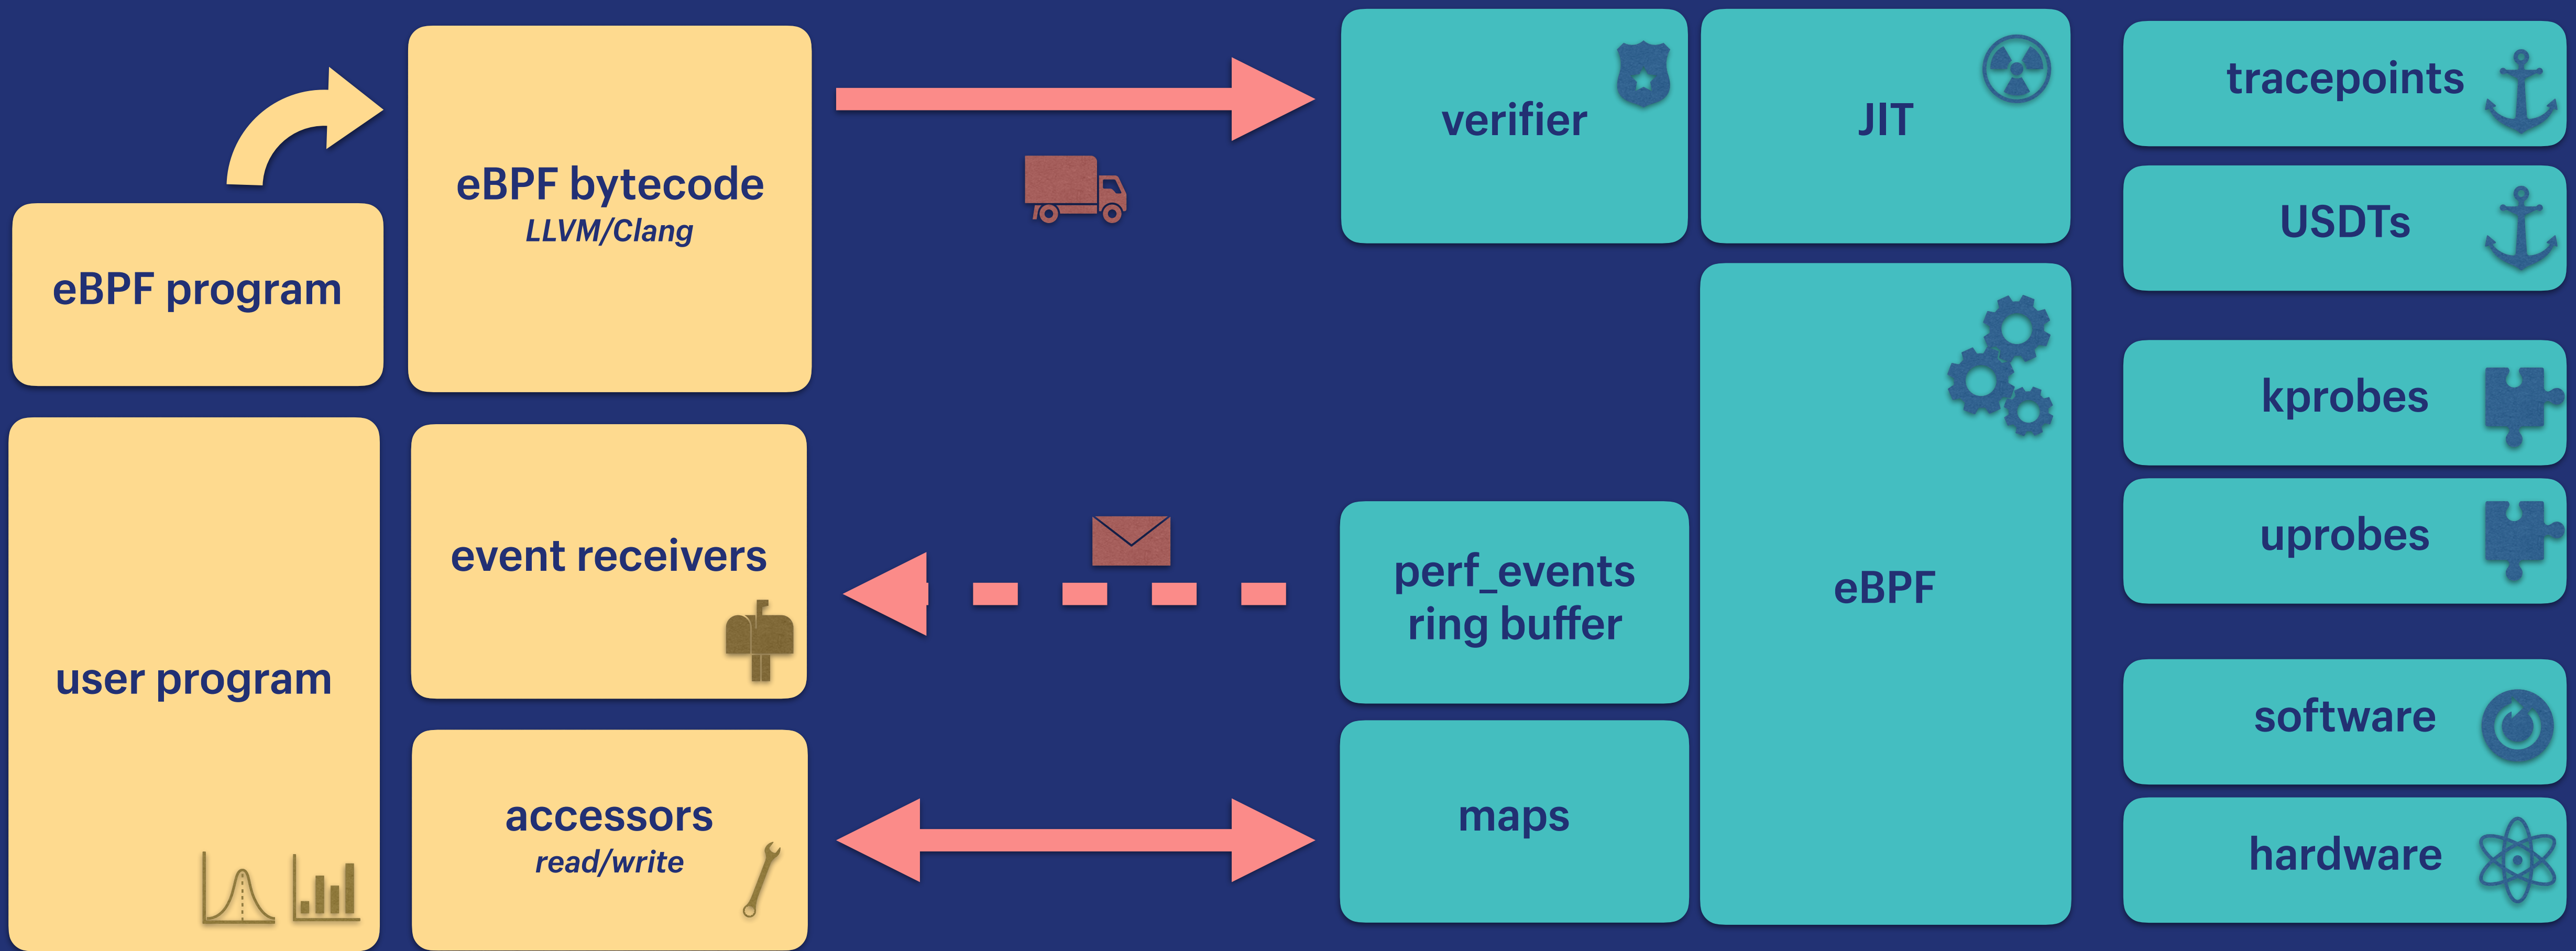 eBPF program
eBPF bytecode
LLVM/Clang
user program
event receivers
accessors
read/write
verifier
JIT
perf_events
ring buffer
maps
eBPF
tracepoints
USDTs
kprobes
uprobes
software
hardware